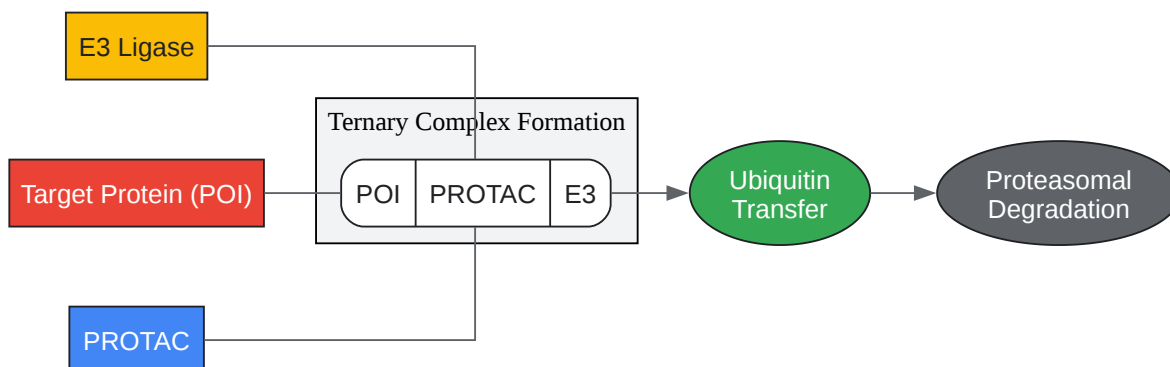 E3 Ligase
Ternary Complex Formation
Target Protein (POI)
POI
PROTAC
E3
Ubiquitin
Transfer
Proteasomal
Degradation
PROTAC